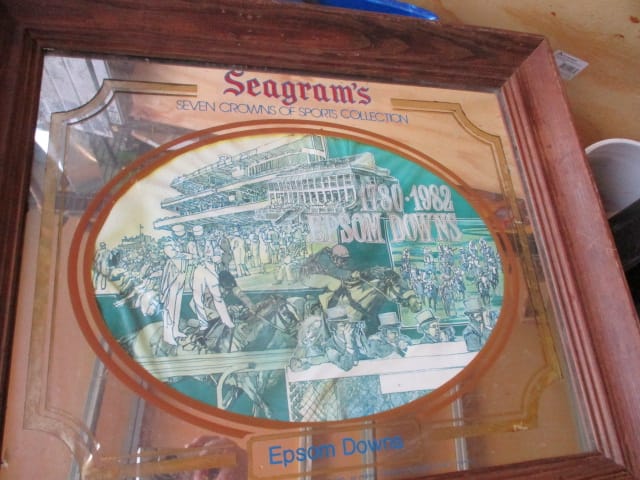 Seagram's
SEVEN CROWNS OF SPORTS COLLECTION
1780·1982
EPSOM DOWNS
Epsom Downs